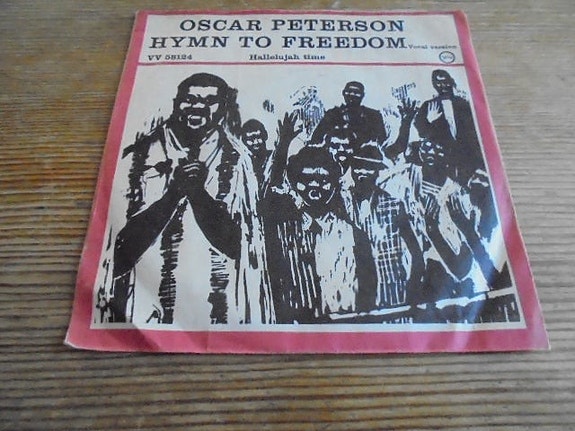 OSCAR PETERSON
HYMN TO FREEDOM Vocal version
VV 58124 Hallelujah time